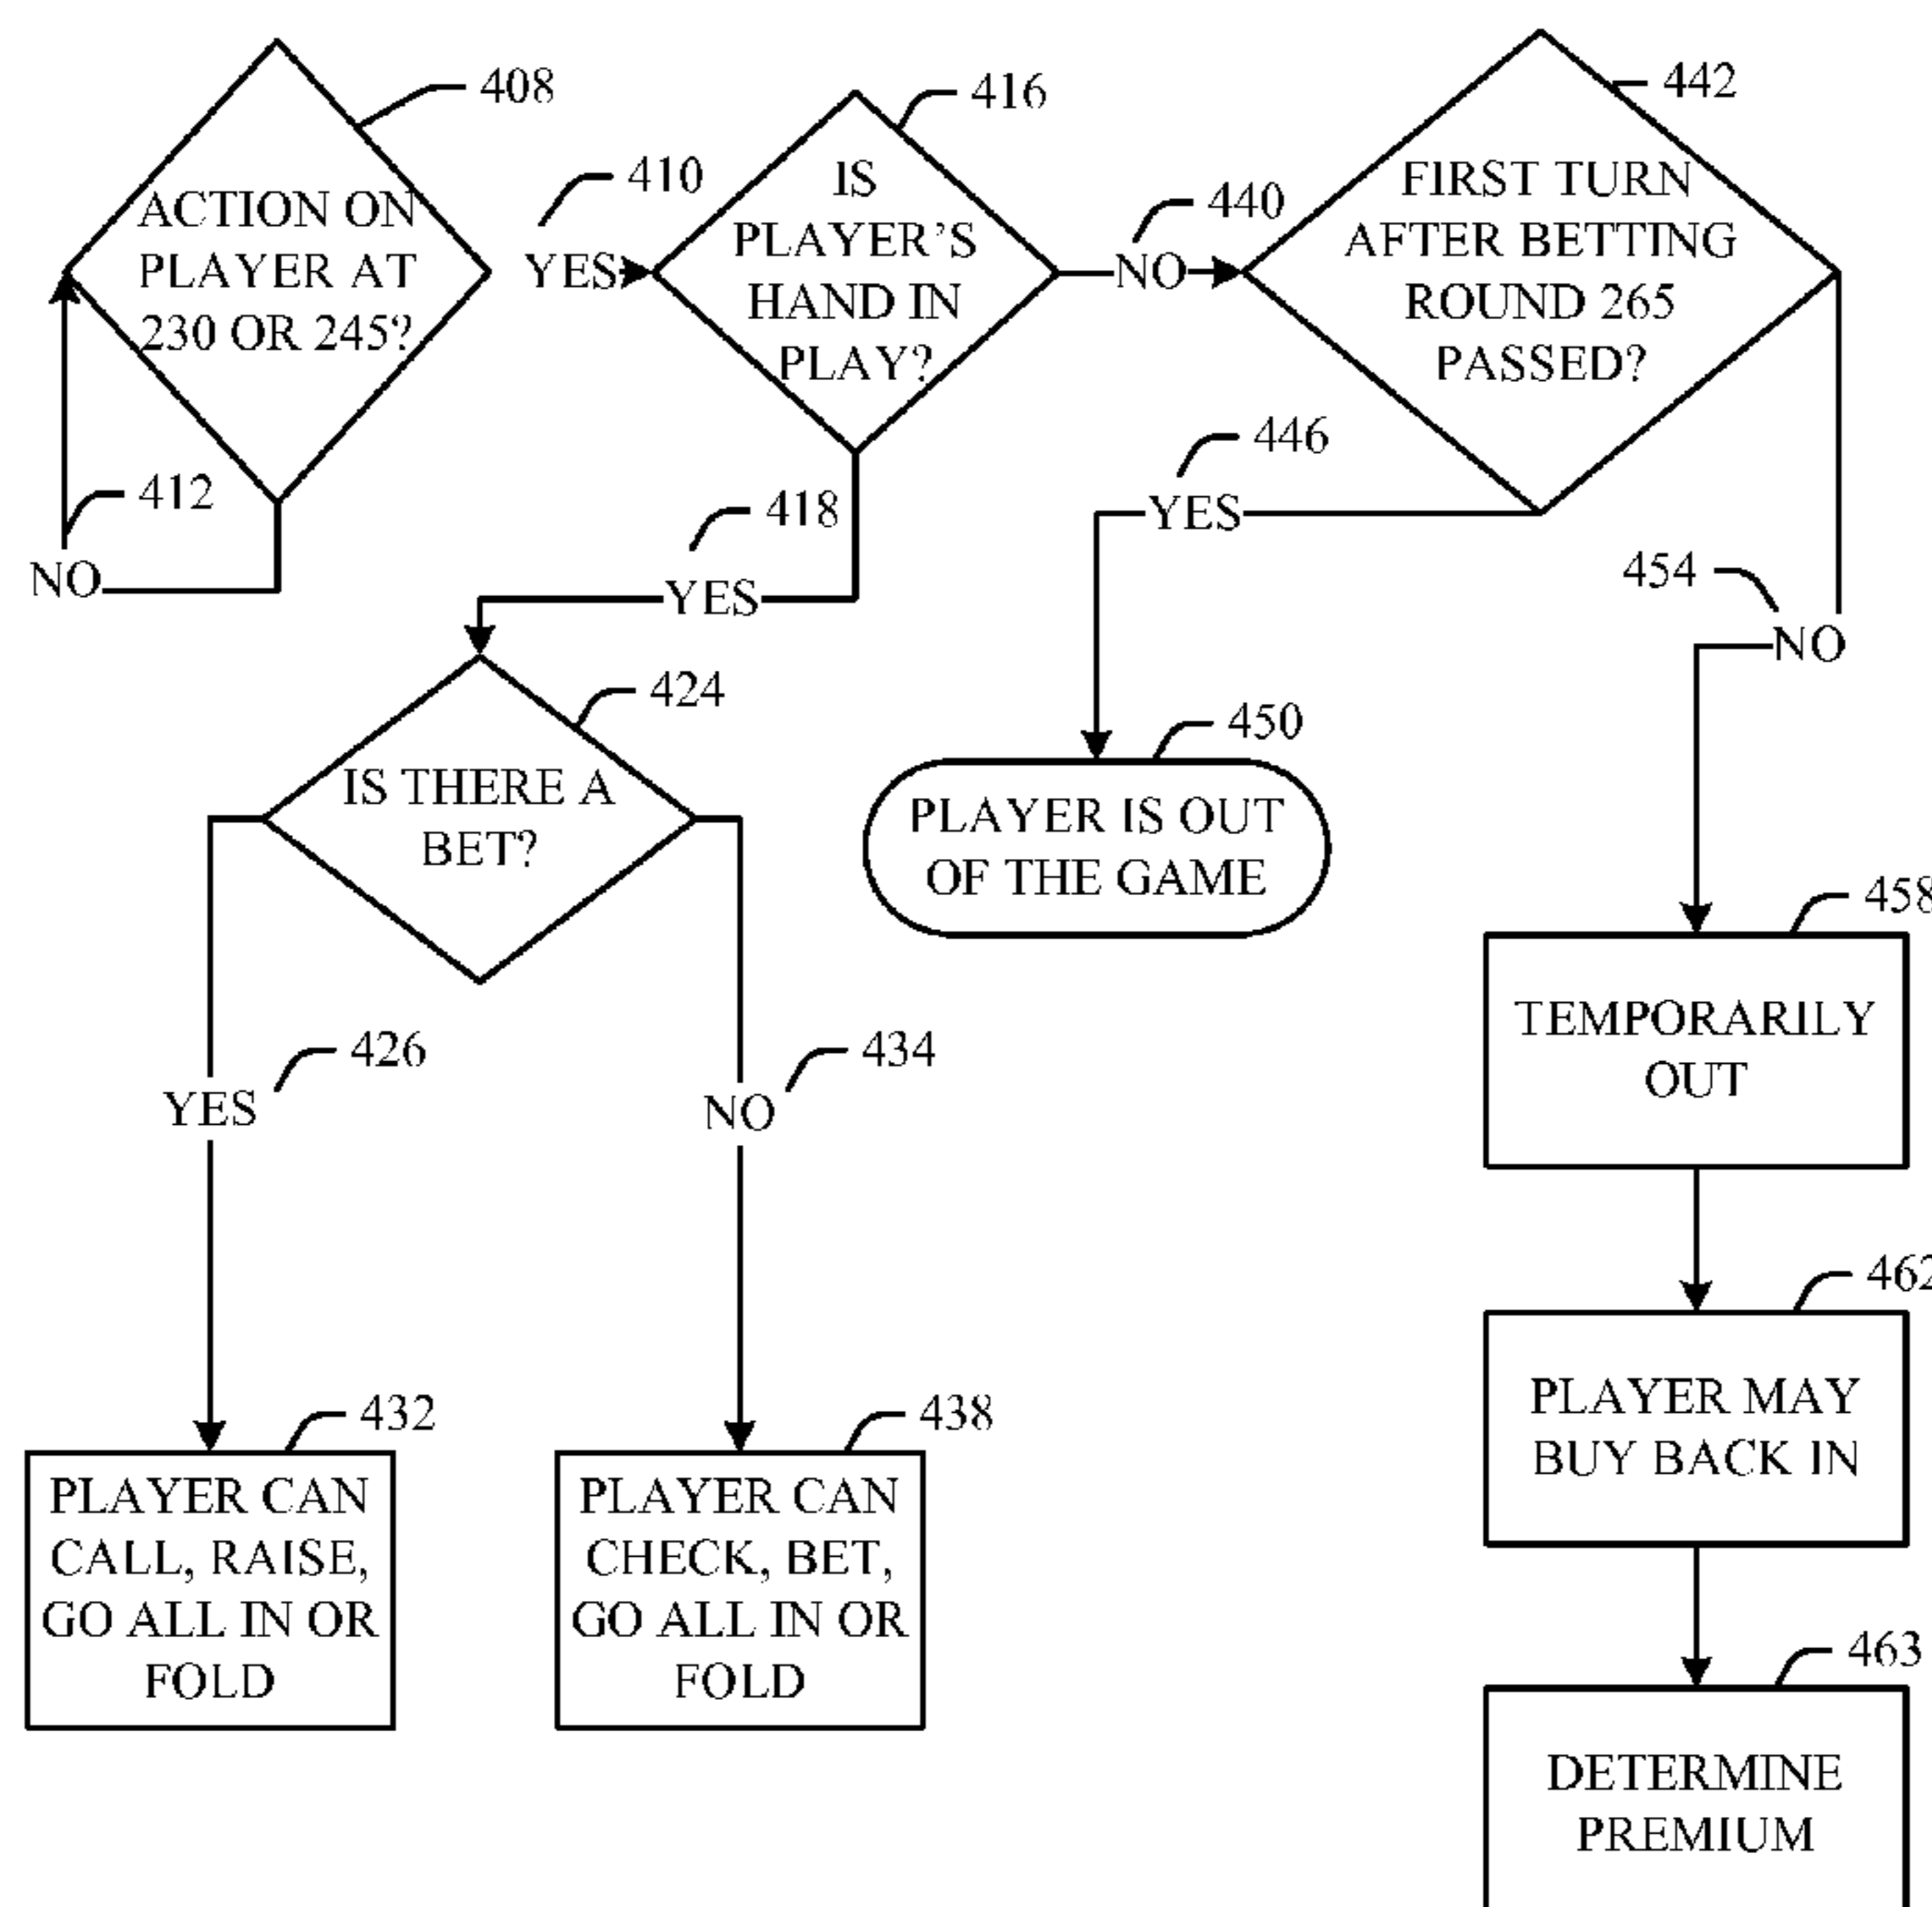 408
ACTION ON
PLAYER AT
230 OR 245?
410
YES
412
NO
416
IS
PLAYER'S
HAND IN
PLAY?
440
NO
442
FIRST TURN
AFTER BETTING
ROUND 265
PASSED?
418
YES
446
YES
454
NO
424
IS THERE A
BET?
450
PLAYER IS OUT
OF THE GAME
458
TEMPORARILY
OUT
426
YES
434
NO
462
PLAYER MAY
BUY BACK IN
432
PLAYER CAN
CALL, RAISE,
GO ALL IN OR
FOLD
438
PLAYER CAN
CHECK, BET,
GO ALL IN OR
FOLD
463
DETERMINE
PREMIUM